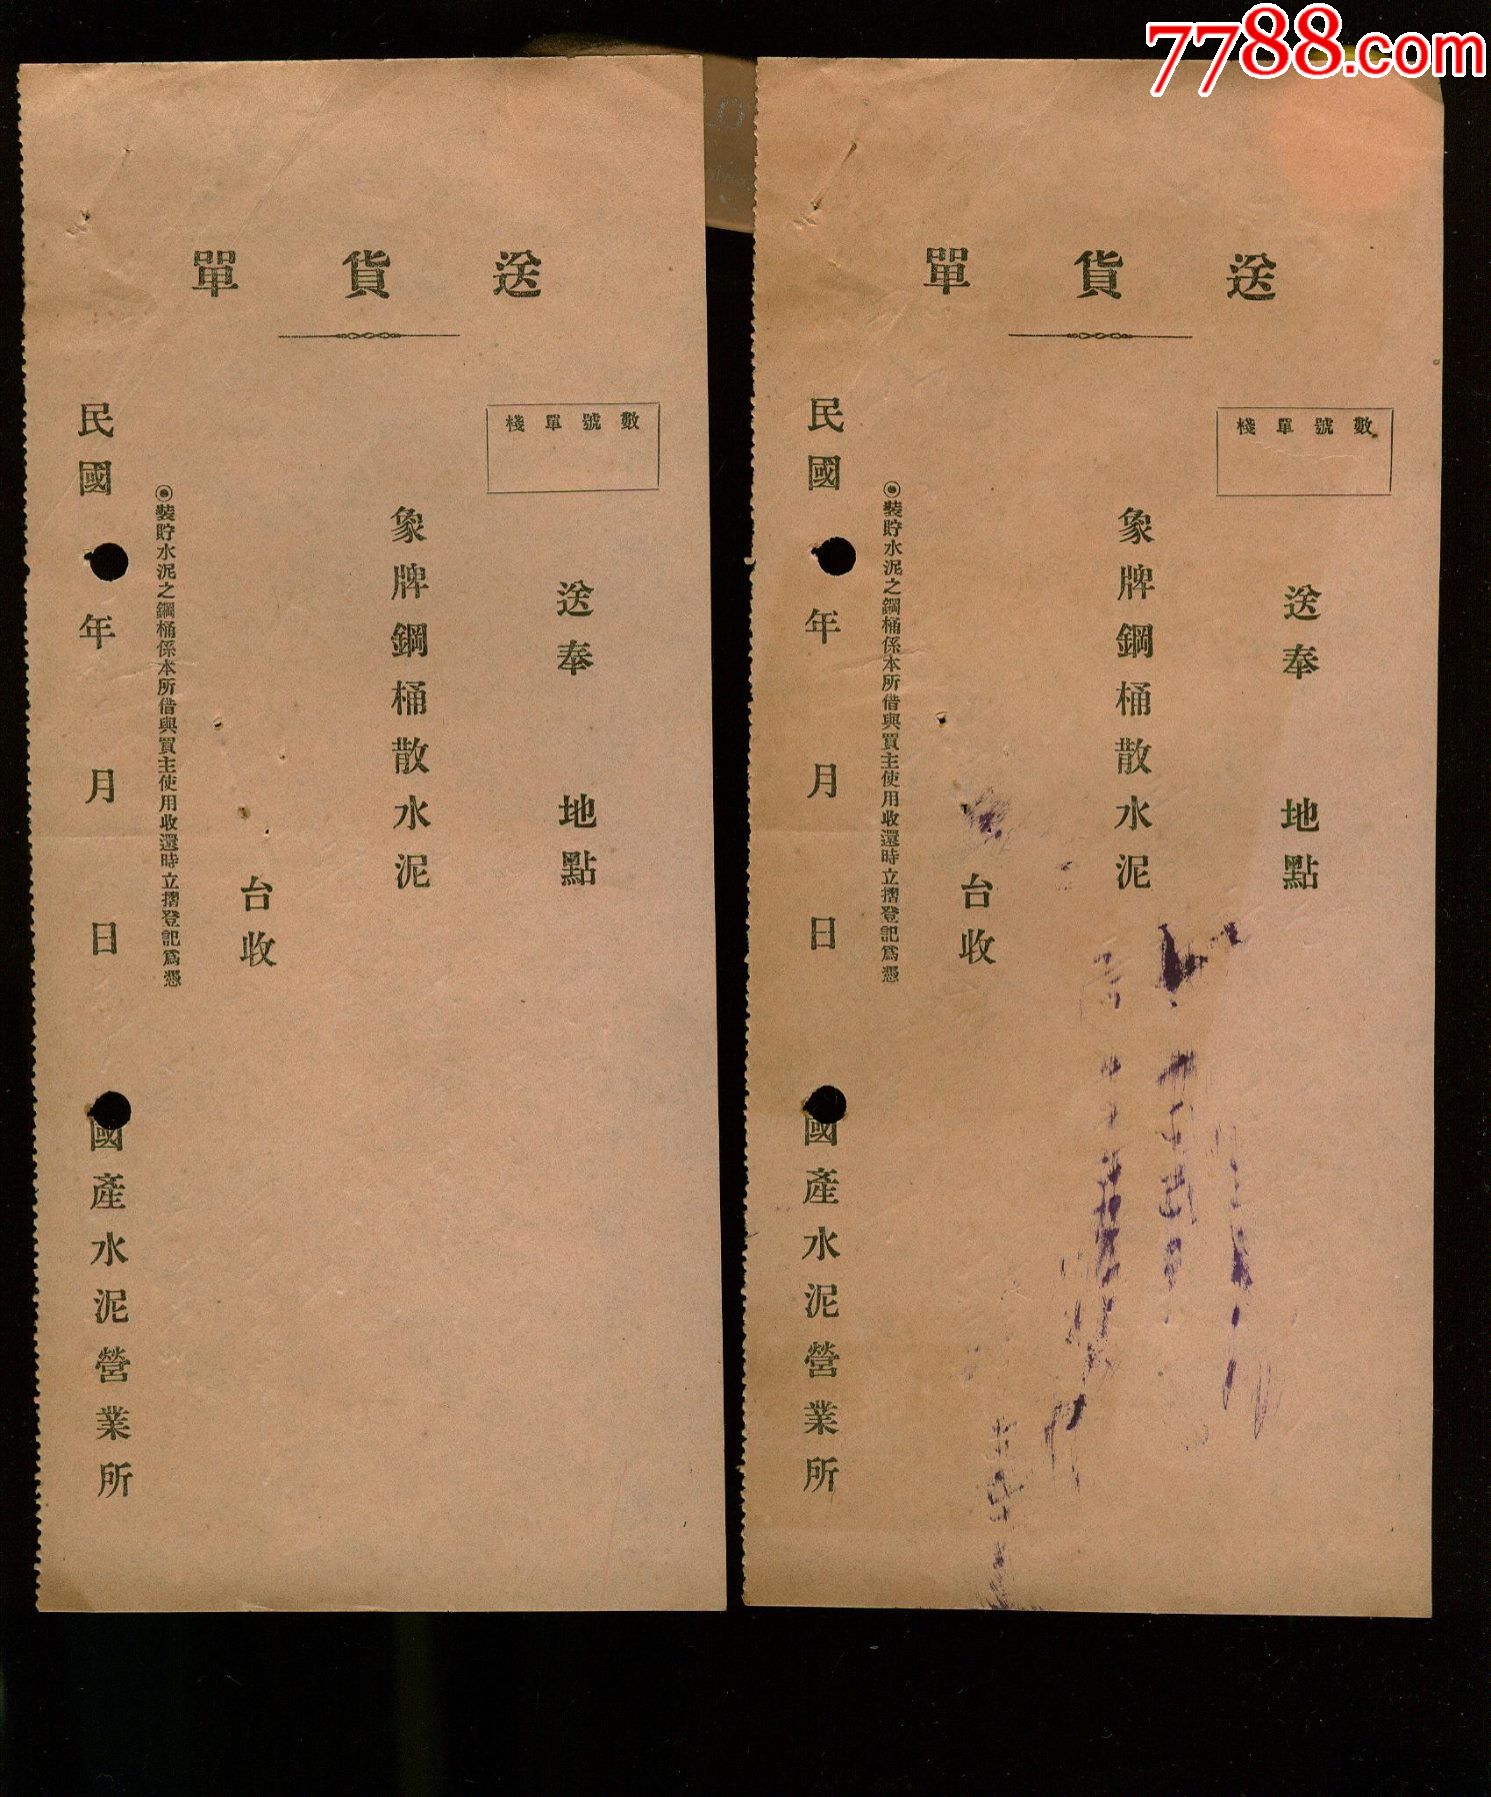 7788.com
送貨單
數號單棧
送奉 地點
象牌鋼桶散水泥
台收
◉裝貯水泥之鋼桶係本所借與買主使用收還時立摺登記爲憑
民國 年 月 日
國產水泥營業所
送貨單
數號單棧
送奉 地點
象牌鋼桶散水泥
台收
◉裝貯水泥之鋼桶係本所借與買主使用收還時立摺登記爲憑
民國 年 月 日
國產水泥營業所